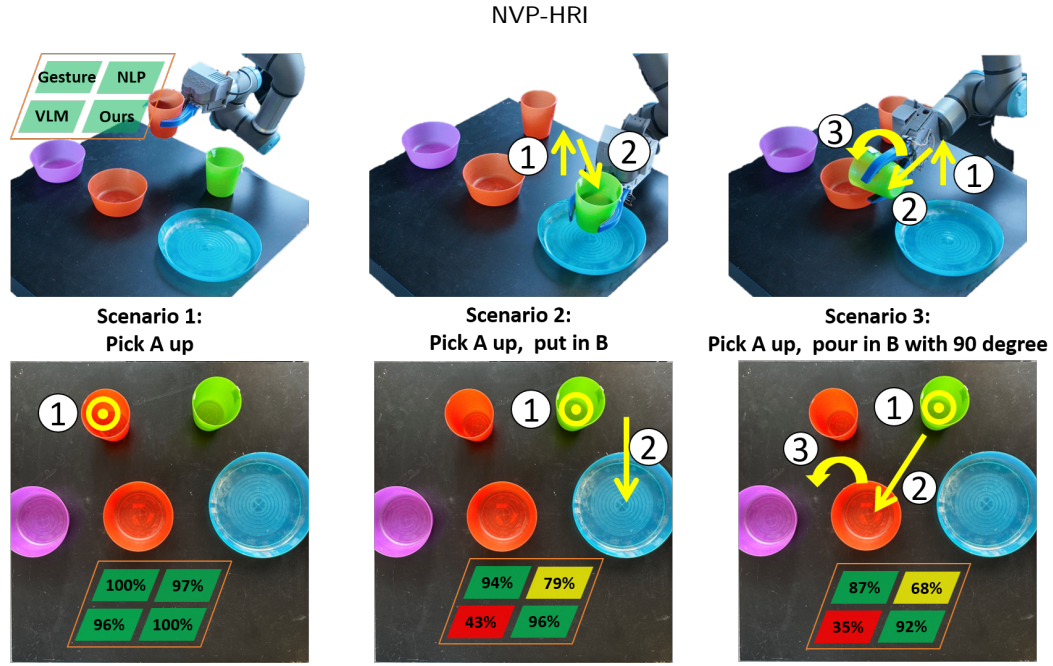 NVP-HRI
Gesture NLP
VLM Ours
1
2
3
1
2
Scenario 1:
Pick A up
Scenario 2:
Pick A up, put in B
Scenario 3:
Pick A up, pour in B with 90 degree
1
1
2
1
3
2
100% 97%
96% 100%
94% 79%
43% 96%
87% 68%
35% 92%